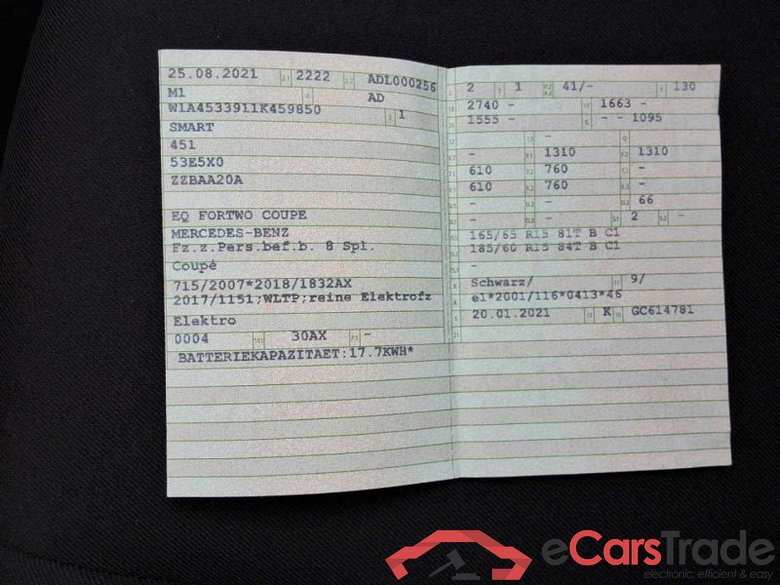 25.08.2021 2222 ADL000256
M1 AD
W1A4533911K459850 1
SMART
451
53E5X0
ZZBAA20A
EQ FORTWO COUPE
MERCEDES-BENZ
Fz.z.Pers.bef.b. 8 Spl.
Coupé
715/2007*2018/1832AX
2017/1151;WLTP;reine Elektrofz
Elektro
0004 30AX -
BATTERIEKAPAZITAET:17.7KWH*
2 1 41/- 130
2740 - 1663 -
1555 - - - 1095
- -
- 1310 1310
610 760 -
610 760 -
- - 66
- - 2 -
165/65 R15 81T B C1
185/60 R15 84T B C1
-
Schwarz/ 9/
e1*2001/116*0413*46
20.01.2021 K GC614781
eCarsTrade
electronic, efficient & easy